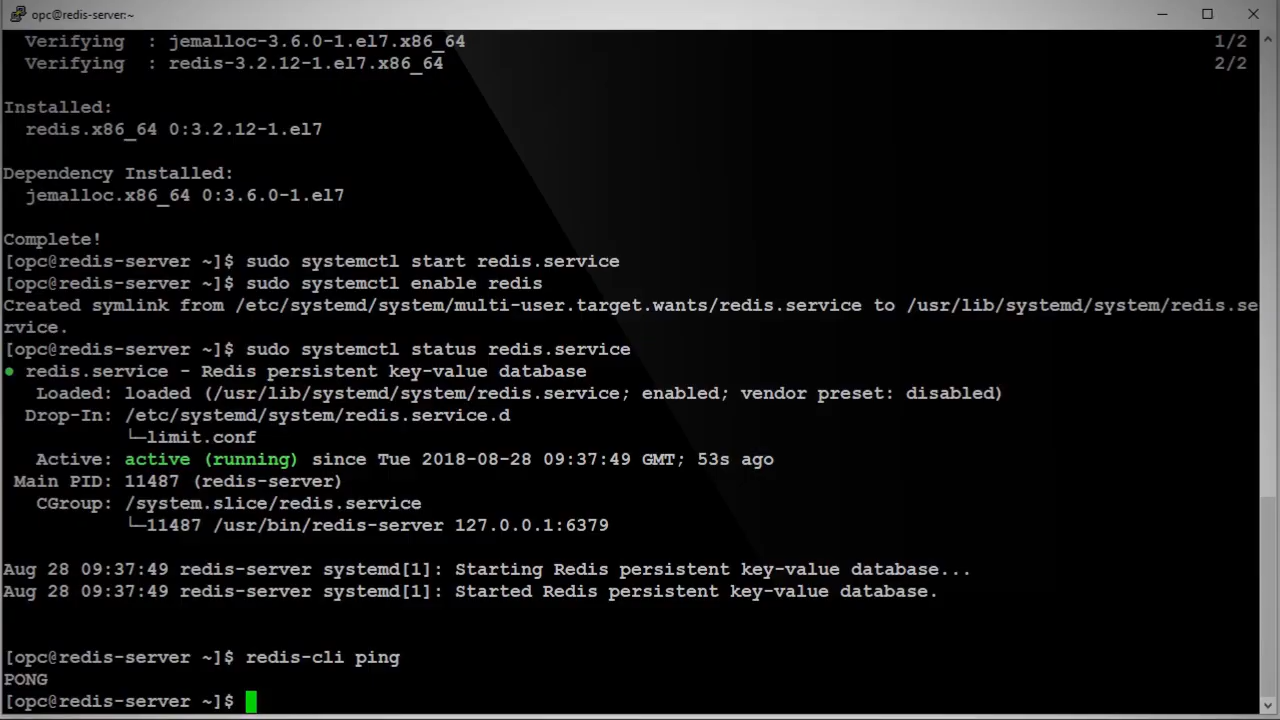 opc@redis-server:~
Verifying : jemalloc-3.6.0-1.el7.x86_64 1/2
Verifying : redis-3.2.12-1.el7.x86_64 2/2
Installed:
redis.x86_64 0:3.2.12-1.el7
Dependency Installed:
jemalloc.x86_64 0:3.6.0-1.el7
Complete!
[opc@redis-server ~]$ sudo systemctl start redis.service
[opc@redis-server ~]$ sudo systemctl enable redis
Created symlink from /etc/systemd/system/multi-user.target.wants/redis.service to /usr/lib/systemd/system/redis.se
rvice.
[opc@redis-server ~]$ sudo systemctl status redis.service
● redis.service - Redis persistent key-value database
Loaded: loaded (/usr/lib/systemd/system/redis.service; enabled; vendor preset: disabled)
Drop-In: /etc/systemd/system/redis.service.d
└─limit.conf
Active: active (running) since Tue 2018-08-28 09:37:49 GMT; 53s ago
Main PID: 11487 (redis-server)
CGroup: /system.slice/redis.service
└─11487 /usr/bin/redis-server 127.0.0.1:6379
Aug 28 09:37:49 redis-server systemd[1]: Starting Redis persistent key-value database...
Aug 28 09:37:49 redis-server systemd[1]: Started Redis persistent key-value database.
[opc@redis-server ~]$ redis-cli ping
PONG
[opc@redis-server ~]$